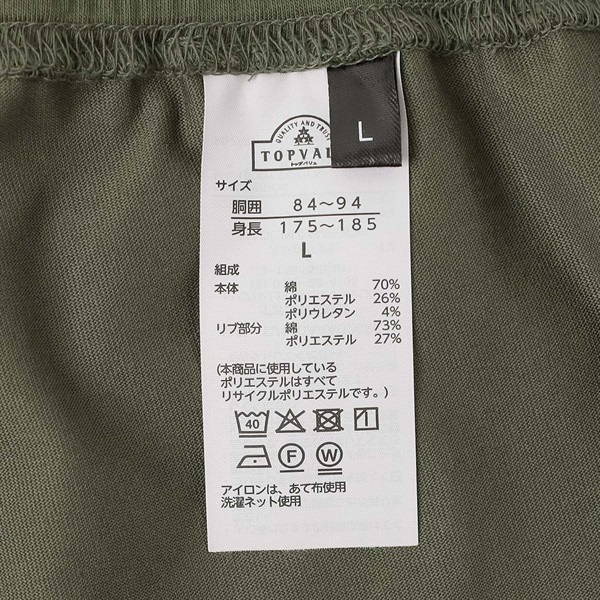 L
QUALITY AND TRUST
TOPVAL
トップバリュ
サイズ
胴囲 84～94
身長 175～185
L
組成
本体 綿 70%
ポリエステル 26%
ポリウレタン 4%
リブ部分 綿 73%
ポリエステル 27%
(本商品に使用している
ポリエステルはすべて
リサイクルポリエステルです。)
40
F W
アイロンは、あて布使用
洗濯ネット使用